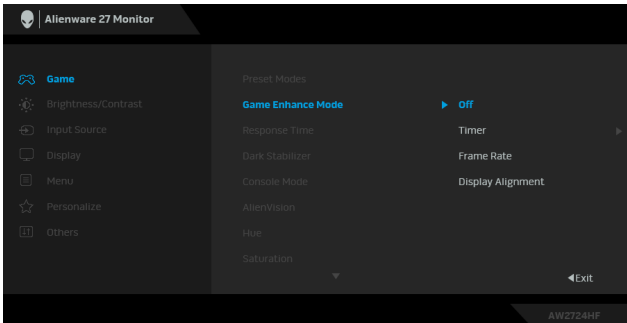 Alienware 27 Monitor
Game
Brightness/Contrast
Input Source
Display
Menu
Personalize
Others
Preset Modes
Game Enhance Mode
Response Time
Dark Stabilizer
Console Mode
AlienVision
Hue
Saturation
Off
Timer
Frame Rate
Display Alignment
Exit
AW2724HF